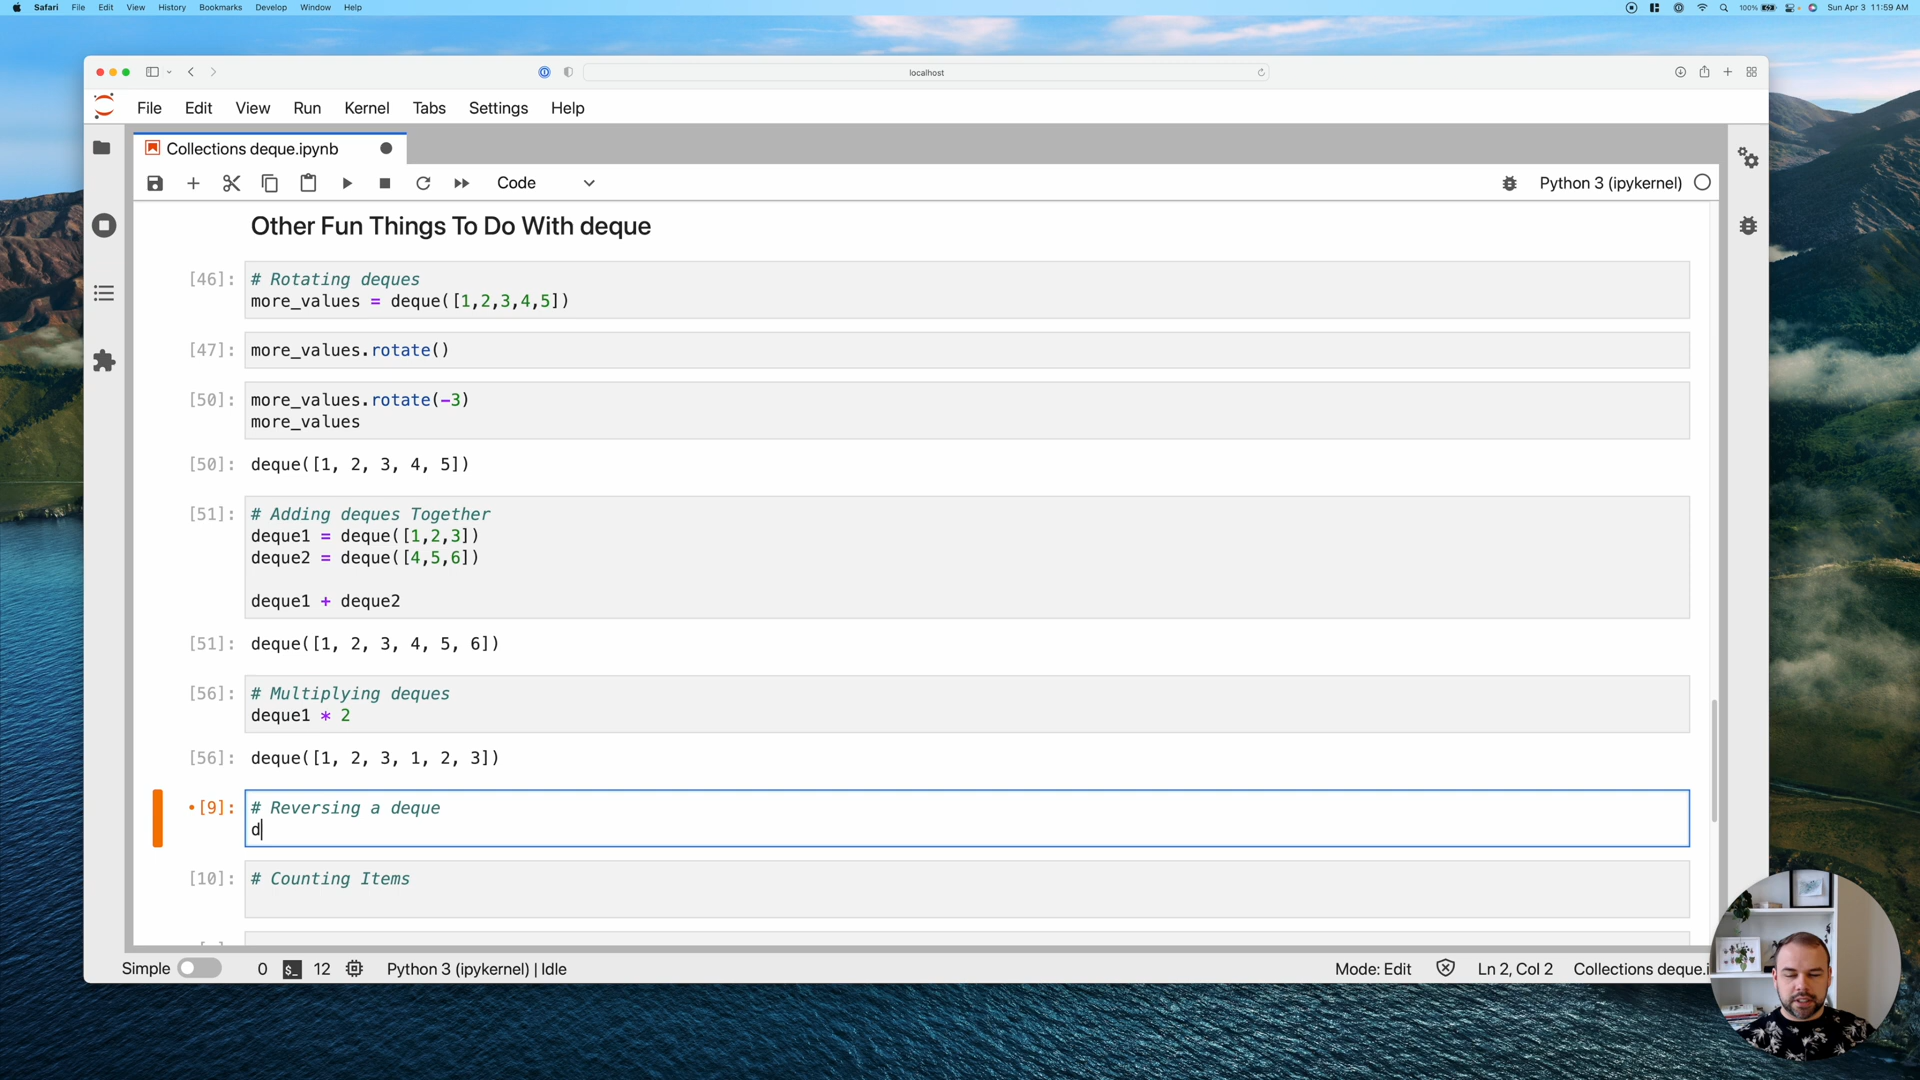 Safari File Edit View History Bookmarks Develop Window Help
100% Sun Apr 3 11:59 AM
localhost
File Edit View Run Kernel Tabs Settings Help
Collections deque.ipynb
Code
Python 3 (ipykernel)
Other Fun Things To Do With deque
[46]: # Rotating deques
more_values = deque([1,2,3,4,5])
[47]: more_values.rotate()
[50]: more_values.rotate(-3)
more_values
[50]: deque([1, 2, 3, 4, 5])
[51]: # Adding deques Together
deque1 = deque([1,2,3])
deque2 = deque([4,5,6])
deque1 + deque2
[51]: deque([1, 2, 3, 4, 5, 6])
[56]: # Multiplying deques
deque1 * 2
[56]: deque([1, 2, 3, 1, 2, 3])
•[9]: # Reversing a deque
d
[10]: # Counting Items
Simple 0 $_ 12 Python 3 (ipykernel) | Idle Mode: Edit Ln 2, Col 2 Collections deque.i